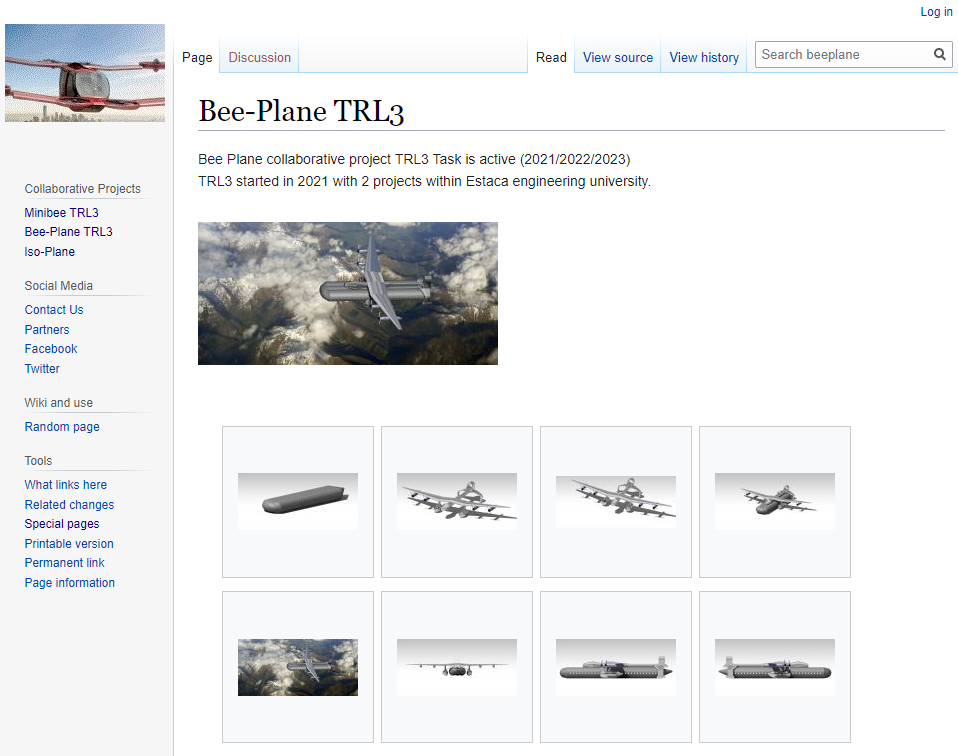 Log in
Page
Discussion
Read
View source
View history
Search beeplane
Bee-Plane TRL3
Bee Plane collaborative project TRL3 Task is active (2021/2022/2023)
TRL3 started in 2021 with 2 projects within Estaca engineering university.
Collaborative Projects
Minibee TRL3
Bee-Plane TRL3
Iso-Plane
Social Media
Contact Us
Partners
Facebook
Twitter
Wiki and use
Random page
Tools
What links here
Related changes
Special pages
Printable version
Permanent link
Page information